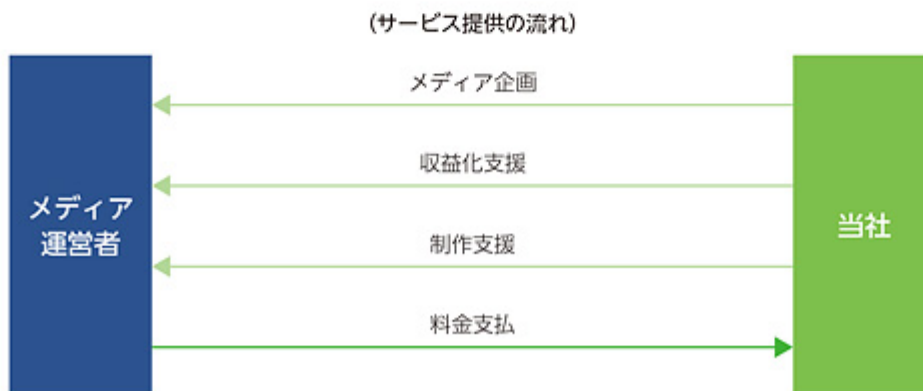 (サービス提供の流れ)
メディア企画
収益化支援
メディア
運営者
当社
制作支援
料金支払